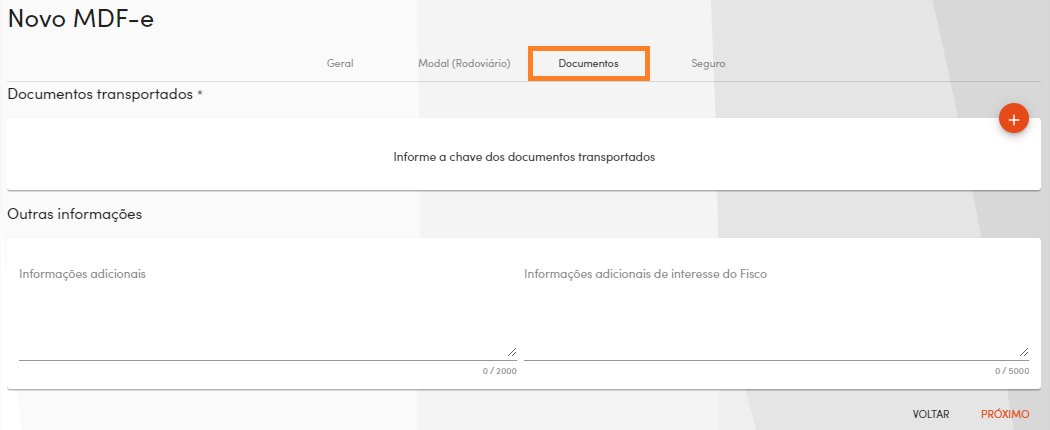 Novo MDF-e
Geral Modal (Rodoviário) Documentos Seguro
Documentos transportados *
+
Informe a chave dos documentos transportados
Outras informações
Informações adicionais Informações adicionais de interesse do Fisco
0 / 2000 0 / 5000
VOLTAR PRÓXIMO